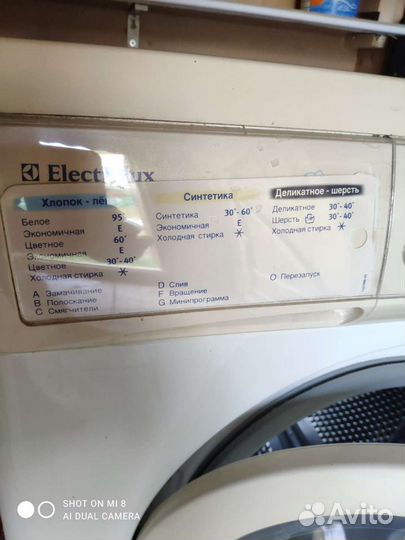 Electrolux
Хлопок - лён
Белое 95
Экономичная E
Цветное 60°
Экономичная E
Цветное 30°-40°
Холодная стирка
A Замачивание
B Полоскание
C Смягчители
Синтетика
Синтетика 30°-60°
Экономичная E
Холодная стирка
D Слив
F Вращение
G Минипрограмма
Деликатное - шерсть
Деликатное 30°-40°
Шерсть 30°-40°
Холодная стирка
O Перезапуск
SHOT ON MI 8
AI DUAL CAMERA
Avito